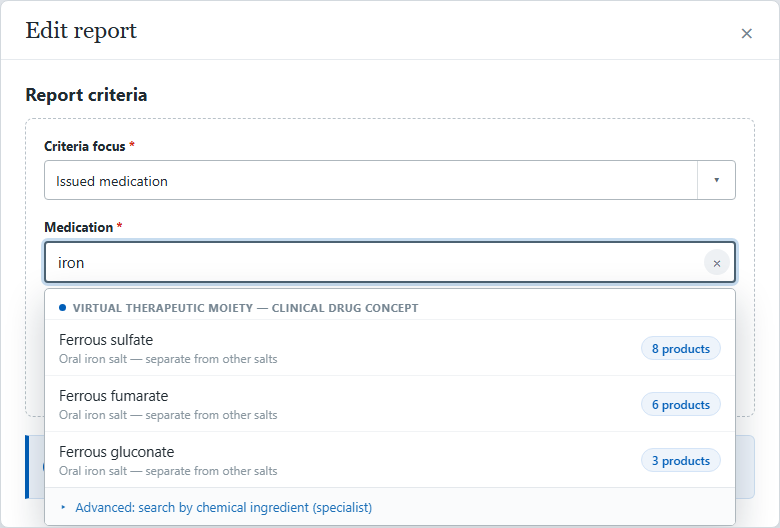 Edit report
×
Report criteria
Criteria focus *
Issued medication
Medication *
iron
×
VIRTUAL THERAPEUTIC MOIETY — CLINICAL DRUG CONCEPT
Ferrous sulfate
8 products
Oral iron salt — separate from other salts
Ferrous fumarate
6 products
Oral iron salt — separate from other salts
Ferrous gluconate
3 products
Oral iron salt — separate from other salts
Advanced: search by chemical ingredient (specialist)